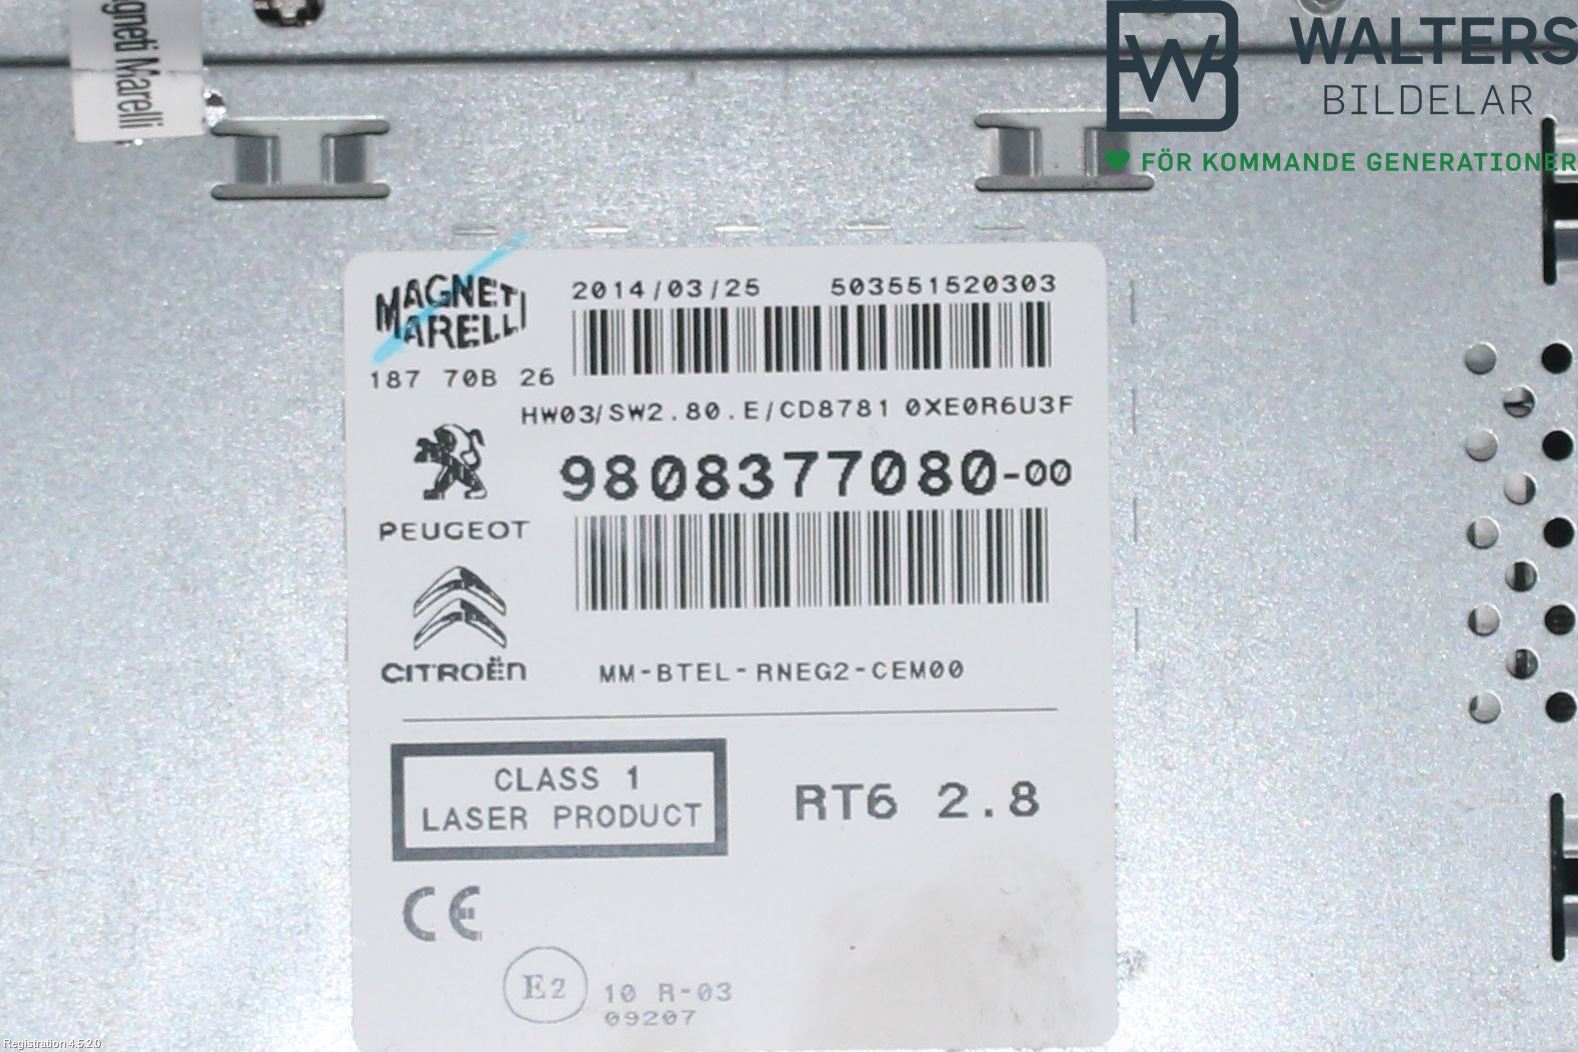 gneti Marelli
WALTERS
BILDELAR
FÖR KOMMANDE GENERATIONER
MAGNETI
MARELLI
2014/03/25 503551520303
187 70B 26
HW03/SW2.80.E/CD8781 0XE0R6U3F
9808377080-00
PEUGEOT
CITROËN
MM-BTEL-RNEG2-CEM00
CLASS 1
LASER PRODUCT
RT6 2.8
CE
E2
10 R-03
09207
Registration 4.5.2.0